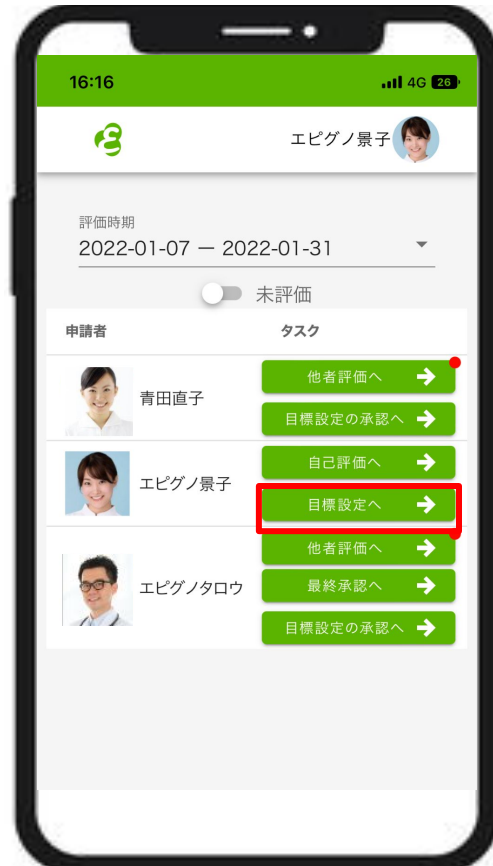 16:16
4G 26
エピグノ景子
評価時期
2022-01-07 ー 2022-01-31
未評価
申請者 タスク
青田直子
他者評価へ
目標設定の承認へ
エピグノ景子
自己評価へ
目標設定へ
エピグノタロウ
他者評価へ
最終承認へ
目標設定の承認へ